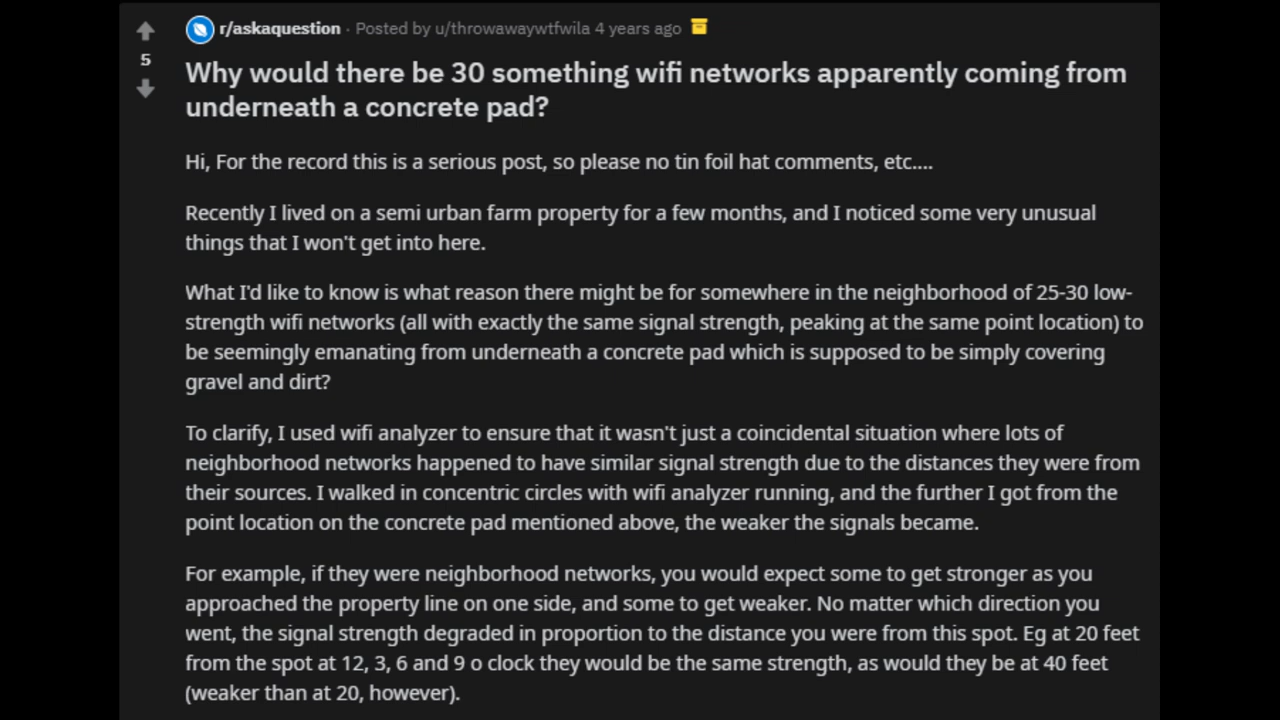 r/askaquestion · Posted by u/throwawaywtfwila 4 years ago
5
Why would there be 30 something wifi networks apparently coming from
underneath a concrete pad?
Hi, For the record this is a serious post, so please no tin foil hat comments, etc....
Recently I lived on a semi urban farm property for a few months, and I noticed some very unusual
things that I won't get into here.
What I'd like to know is what reason there might be for somewhere in the neighborhood of 25-30 low-
strength wifi networks (all with exactly the same signal strength, peaking at the same point location) to
be seemingly emanating from underneath a concrete pad which is supposed to be simply covering
gravel and dirt?
To clarify, I used wifi analyzer to ensure that it wasn't just a coincidental situation where lots of
neighborhood networks happened to have similar signal strength due to the distances they were from
their sources. I walked in concentric circles with wifi analyzer running, and the further I got from the
point location on the concrete pad mentioned above, the weaker the signals became.
For example, if they were neighborhood networks, you would expect some to get stronger as you
approached the property line on one side, and some to get weaker. No matter which direction you
went, the signal strength degraded in proportion to the distance you were from this spot. Eg at 20 feet
from the spot at 12, 3, 6 and 9 o clock they would be the same strength, as would they be at 40 feet
(weaker than at 20, however).